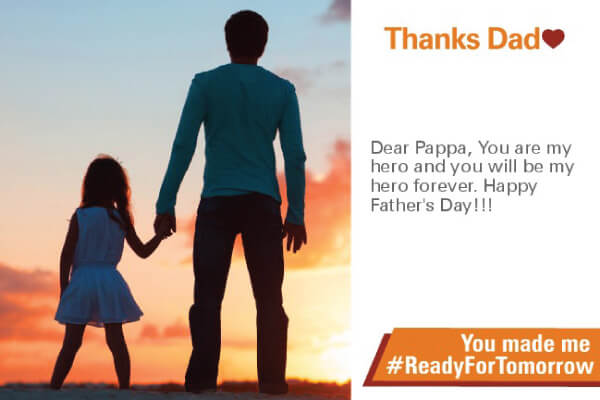 Thanks Dad
Dear Pappa, You are my
hero and you will be my
hero forever. Happy
Father's Day!!!
You made me
#ReadyForTomorrow